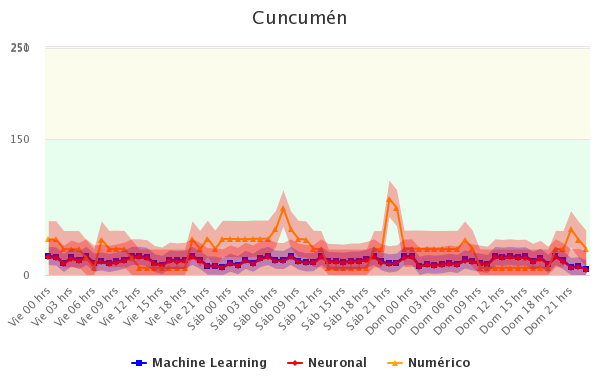 Cuncumén
250
150
0
Vie 00 hrs
Vie 03 hrs
Vie 06 hrs
Vie 09 hrs
Vie 12 hrs
Vie 15 hrs
Vie 18 hrs
Vie 21 hrs
Sáb 00 hrs
Sáb 03 hrs
Sáb 06 hrs
Sáb 09 hrs
Sáb 12 hrs
Sáb 15 hrs
Sáb 18 hrs
Sáb 21 hrs
Dom 00 hrs
Dom 03 hrs
Dom 06 hrs
Dom 09 hrs
Dom 12 hrs
Dom 15 hrs
Dom 18 hrs
Dom 21 hrs
Machine Learning Neuronal Numérico